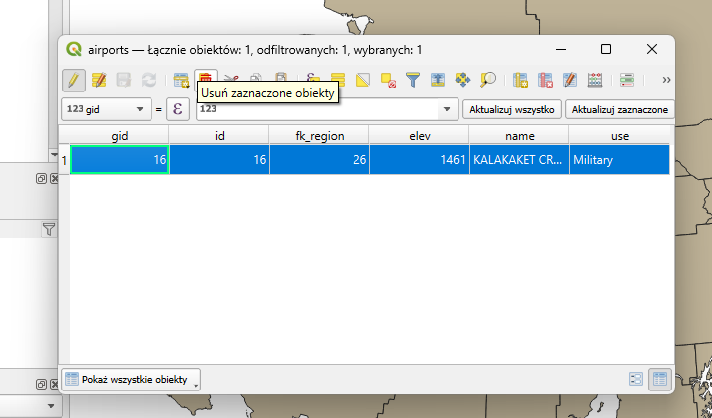 airports — Łącznie obiektów: 1, odfiltrowanych: 1, wybranych: 1
Usuń zaznaczone obiekty
123 gid = ε 123 Aktualizuj wszystko Aktualizuj zaznaczone
gid id fk_region elev name use
1 16 16 26 1461 KALAKAKET CR... Military
Pokaż wszystkie obiekty